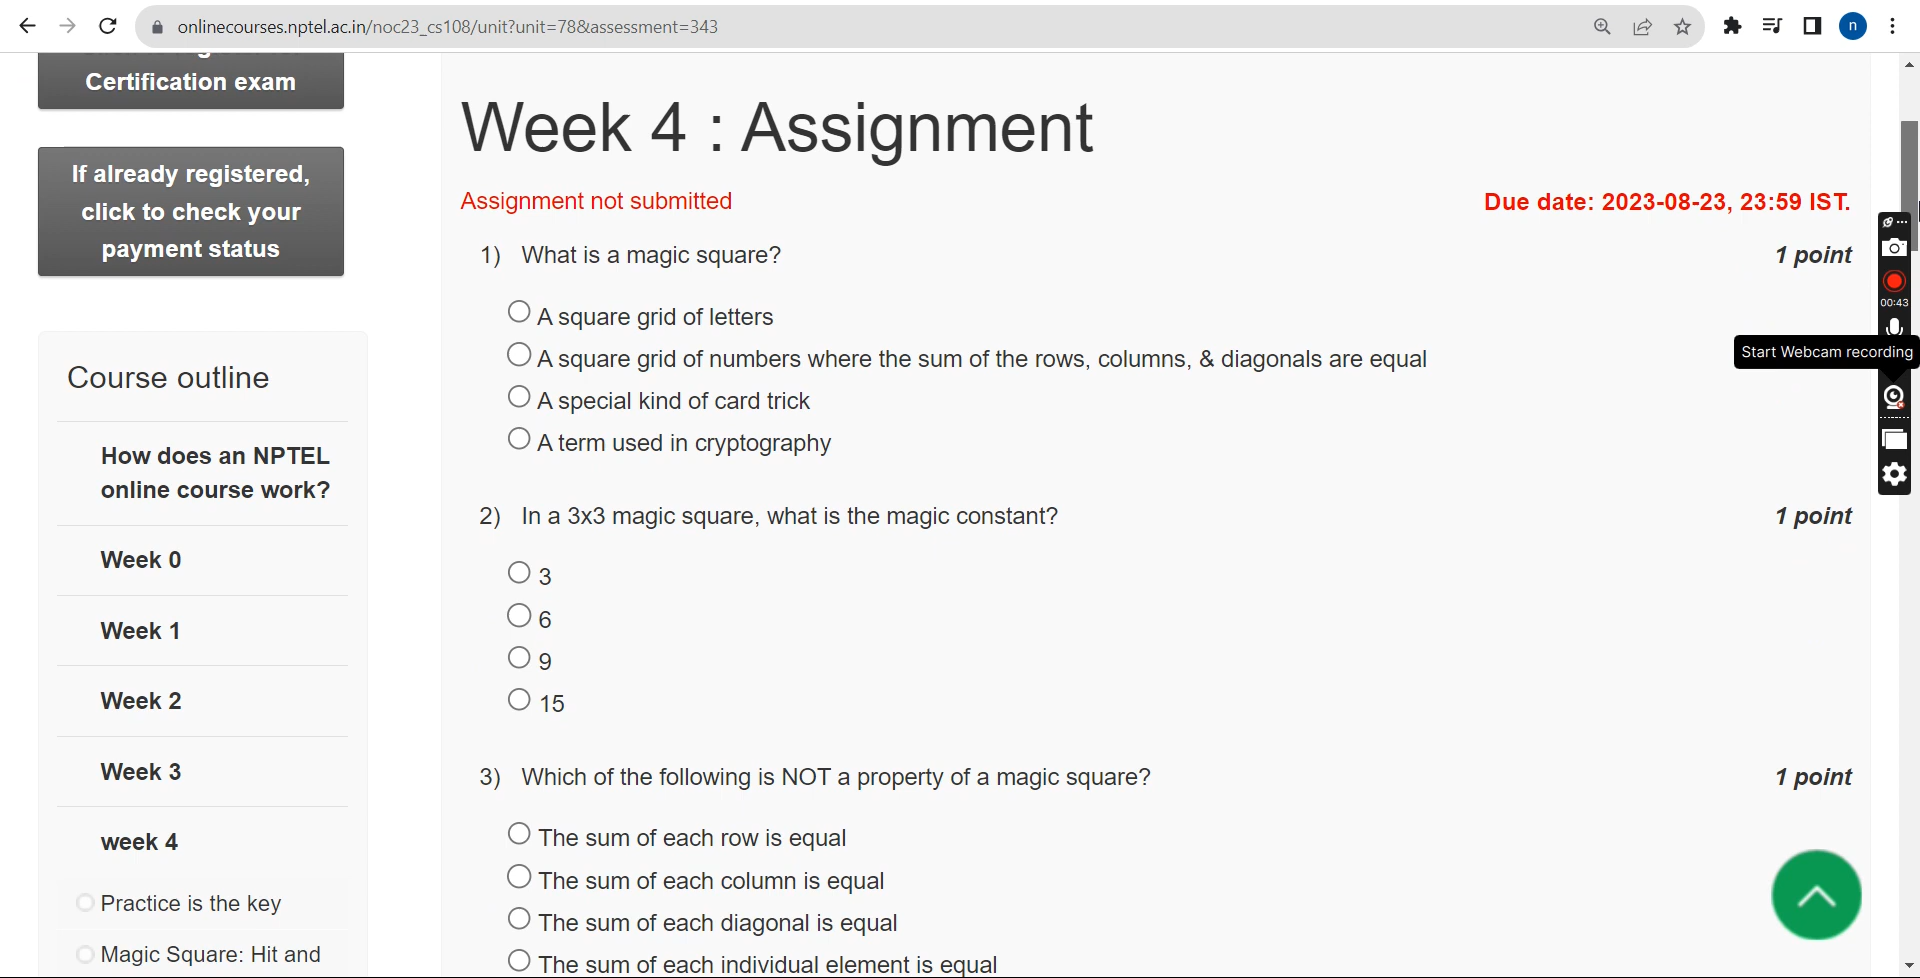 onlinecourses.nptel.ac.in/noc23_cs108/unit?unit=78&assessment=343
n
Certification exam
If already registered,
click to check your
payment status
Course outline
How does an NPTEL
online course work?
Week 0
Week 1
Week 2
Week 3
week 4
Practice is the key
Magic Square: Hit and
Week 4 : Assignment
Assignment not submitted
Due date: 2023-08-23, 23:59 IST.
1) What is a magic square? 1 point
A square grid of letters
A square grid of numbers where the sum of the rows, columns, & diagonals are equal
A special kind of card trick
A term used in cryptography
2) In a 3x3 magic square, what is the magic constant? 1 point
3
6
9
15
3) Which of the following is NOT a property of a magic square? 1 point
The sum of each row is equal
The sum of each column is equal
The sum of each diagonal is equal
The sum of each individual element is equal
00:43
Start Webcam recording